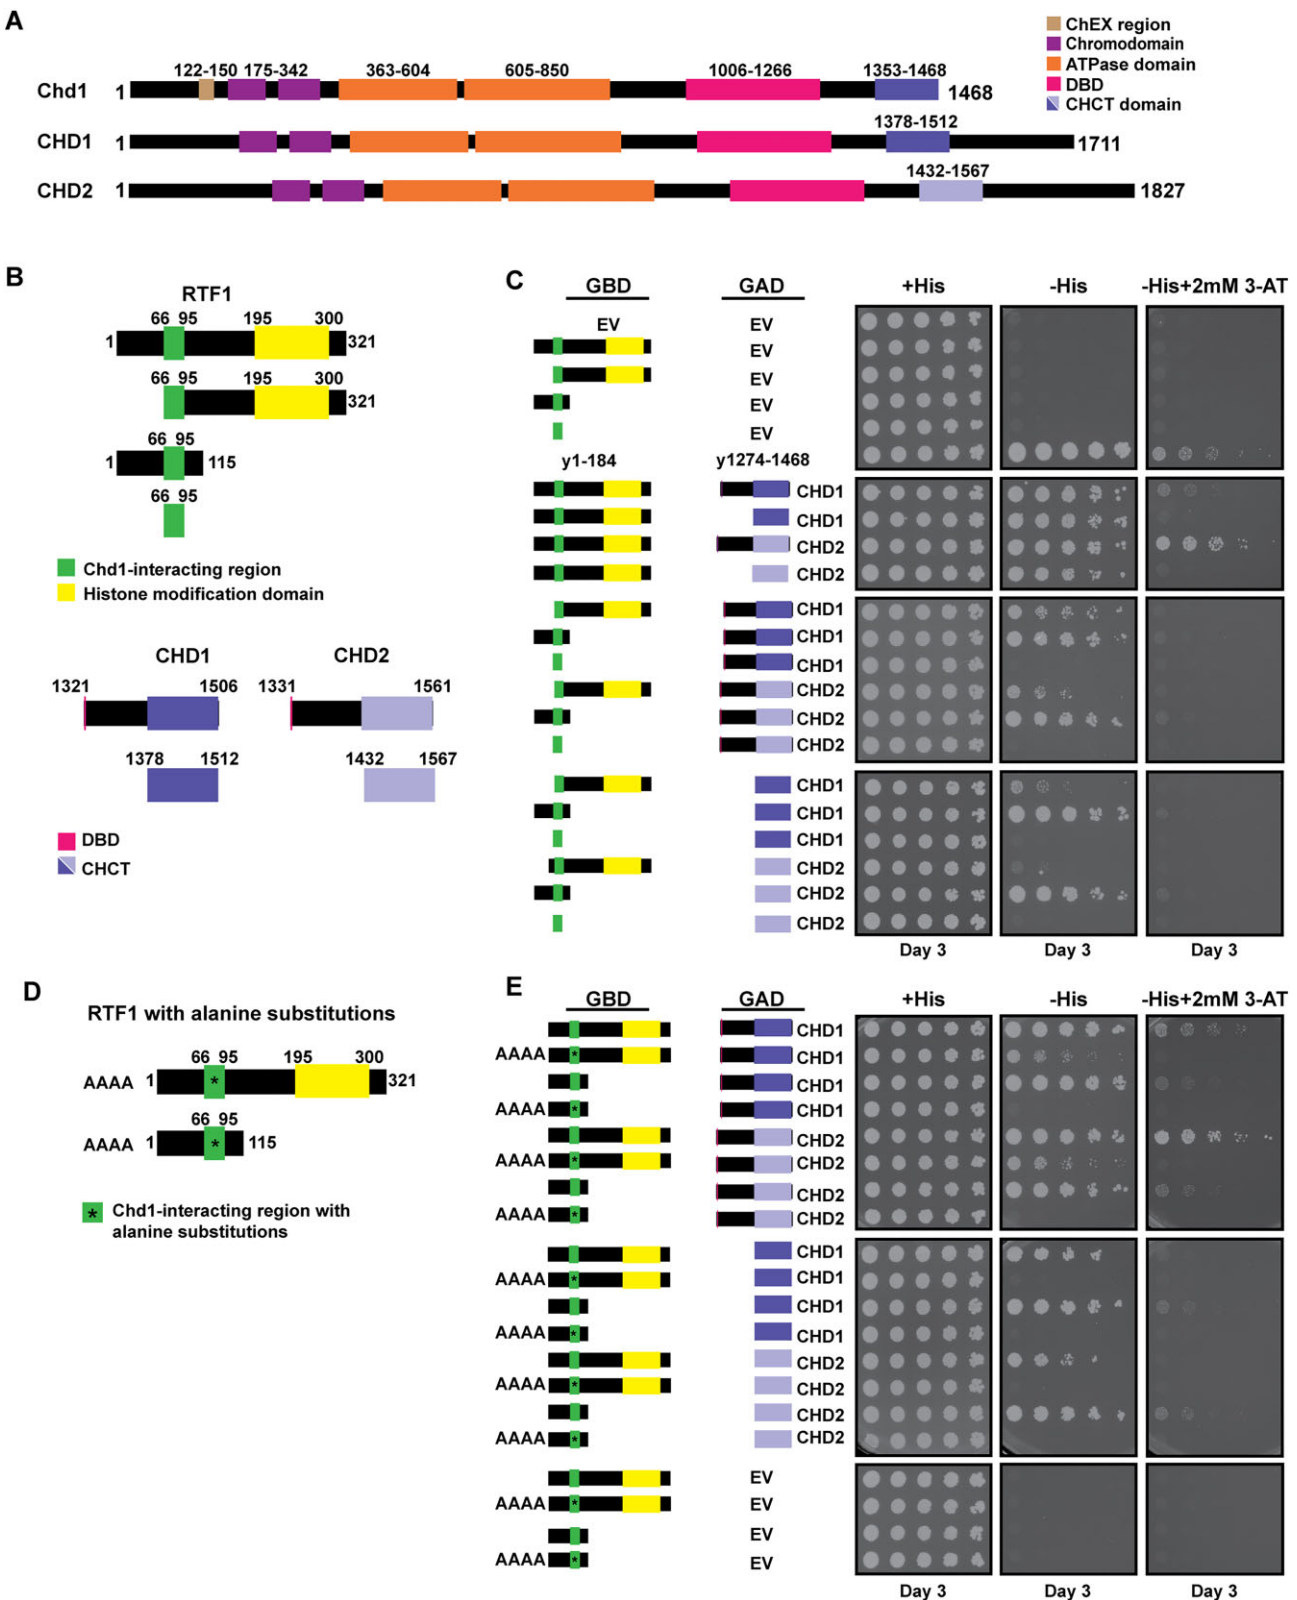 A
ChEX region
Chromodomain
ATPase domain
DBD
CHCT domain
122-150 175-342 363-604 605-850 1006-1266 1353-1468
Chd1 1 1468
1378-1512
CHD1 1 1711
1432-1567
CHD2 1 1827
B
RTF1
66 95 195 300
1 321
66 95 195 300
321
66 95
1 115
66 95
Chd1-interacting region
Histone modification domain
CHD1 CHD2
1321 1506 1331 1561
1378 1512 1432 1567
DBD
CHCT
C
GBD GAD +His -His -His+2mM 3-AT
EV EV
EV
EV
EV
EV
y1-184 y1274-1468
CHD1
CHD1
CHD2
CHD2
CHD1
CHD1
CHD1
CHD2
CHD2
CHD2
CHD1
CHD1
CHD1
CHD2
CHD2
CHD2
Day 3 Day 3 Day 3
D
RTF1 with alanine substitutions
66 95 195 300
AAAA 1 * 321
66 95
AAAA 1 * 115
* Chd1-interacting region with
alanine substitutions
E
GBD GAD +His -His -His+2mM 3-AT
CHD1
AAAA * CHD1
CHD1
AAAA * CHD1
CHD2
AAAA * CHD2
CHD2
AAAA * CHD2
CHD1
AAAA * CHD1
CHD1
AAAA * CHD1
CHD2
AAAA * CHD2
CHD2
AAAA * CHD2
EV
AAAA * EV
EV
AAAA * EV
Day 3 Day 3 Day 3